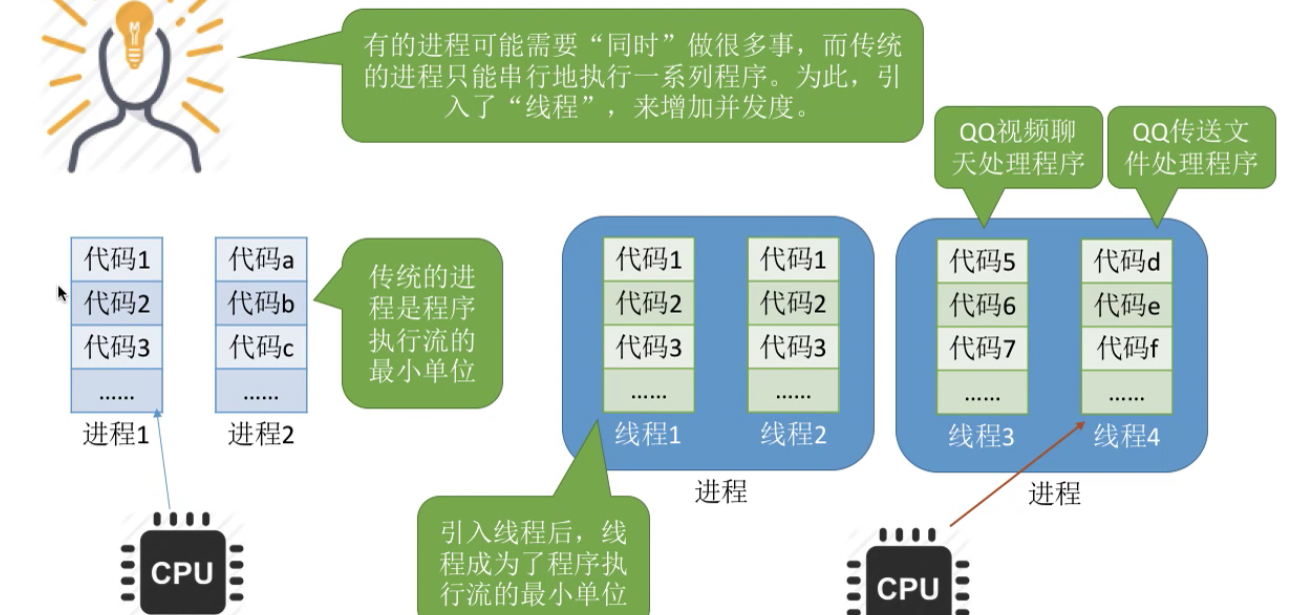 有的进程可能需要“同时”做很多事，而传统
的进程只能串行地执行一系列程序。为此，引
入了“线程”，来增加并发度。
QQ视频聊
天处理程序
QQ传送文
件处理程序
代码1
代码2
代码3
......
进程1
代码a
代码b
代码c
......
进程2
传统的进
程是程序
执行流的
最小单位
代码1
代码2
代码3
......
线程1
代码1
代码2
代码3
......
线程2
进程
代码5
代码6
代码7
......
线程3
代码d
代码e
代码f
......
线程4
进程
引入线程后，线
程成为了程序执
行流的最小单位
CPU
CPU